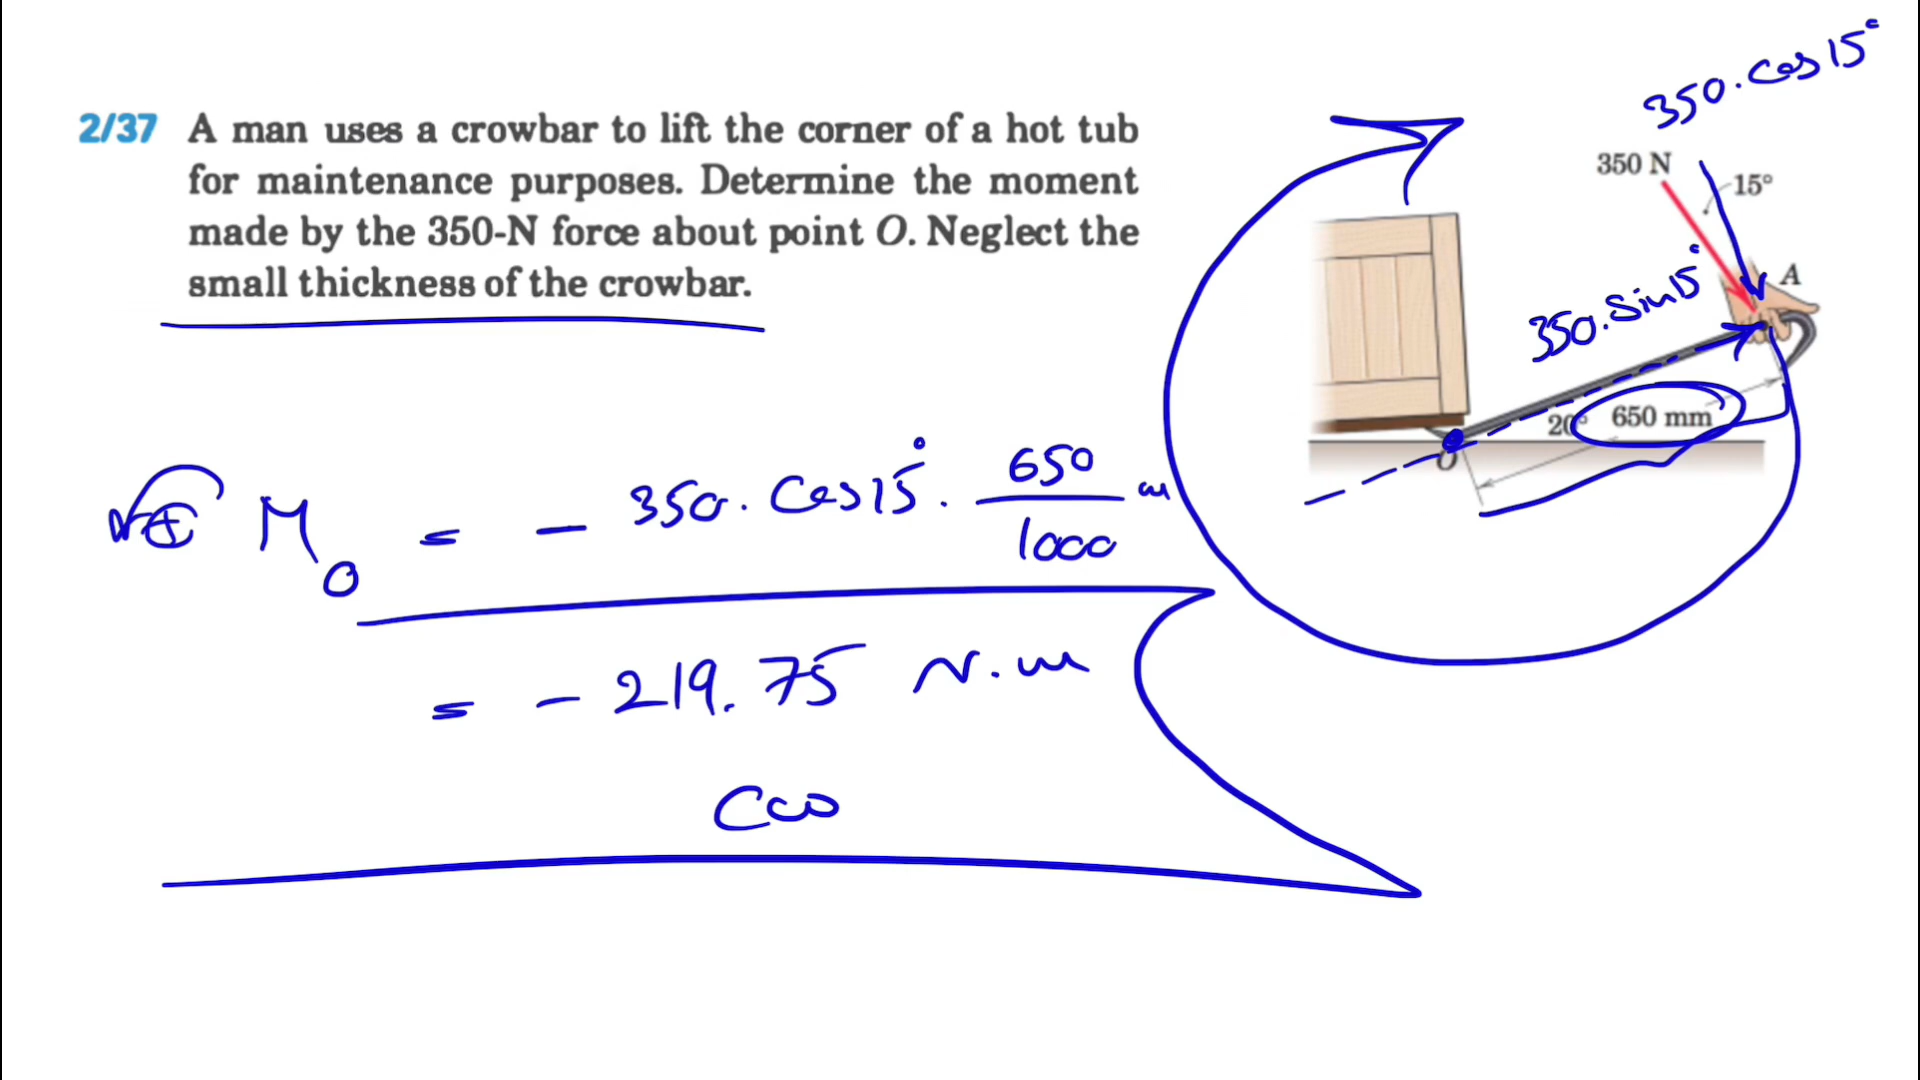 2/37 A man uses a crowbar to lift the corner of a hot tub
for maintenance purposes. Determine the moment
made by the 350-N force about point O. Neglect the
small thickness of the crowbar.
350.cos15°
350 N
15°
A
350.sin15°
20°
650 mm
O
+ M_O = - 350.cos15°. 650/1000 m
= - 219.75 N.m
CCW